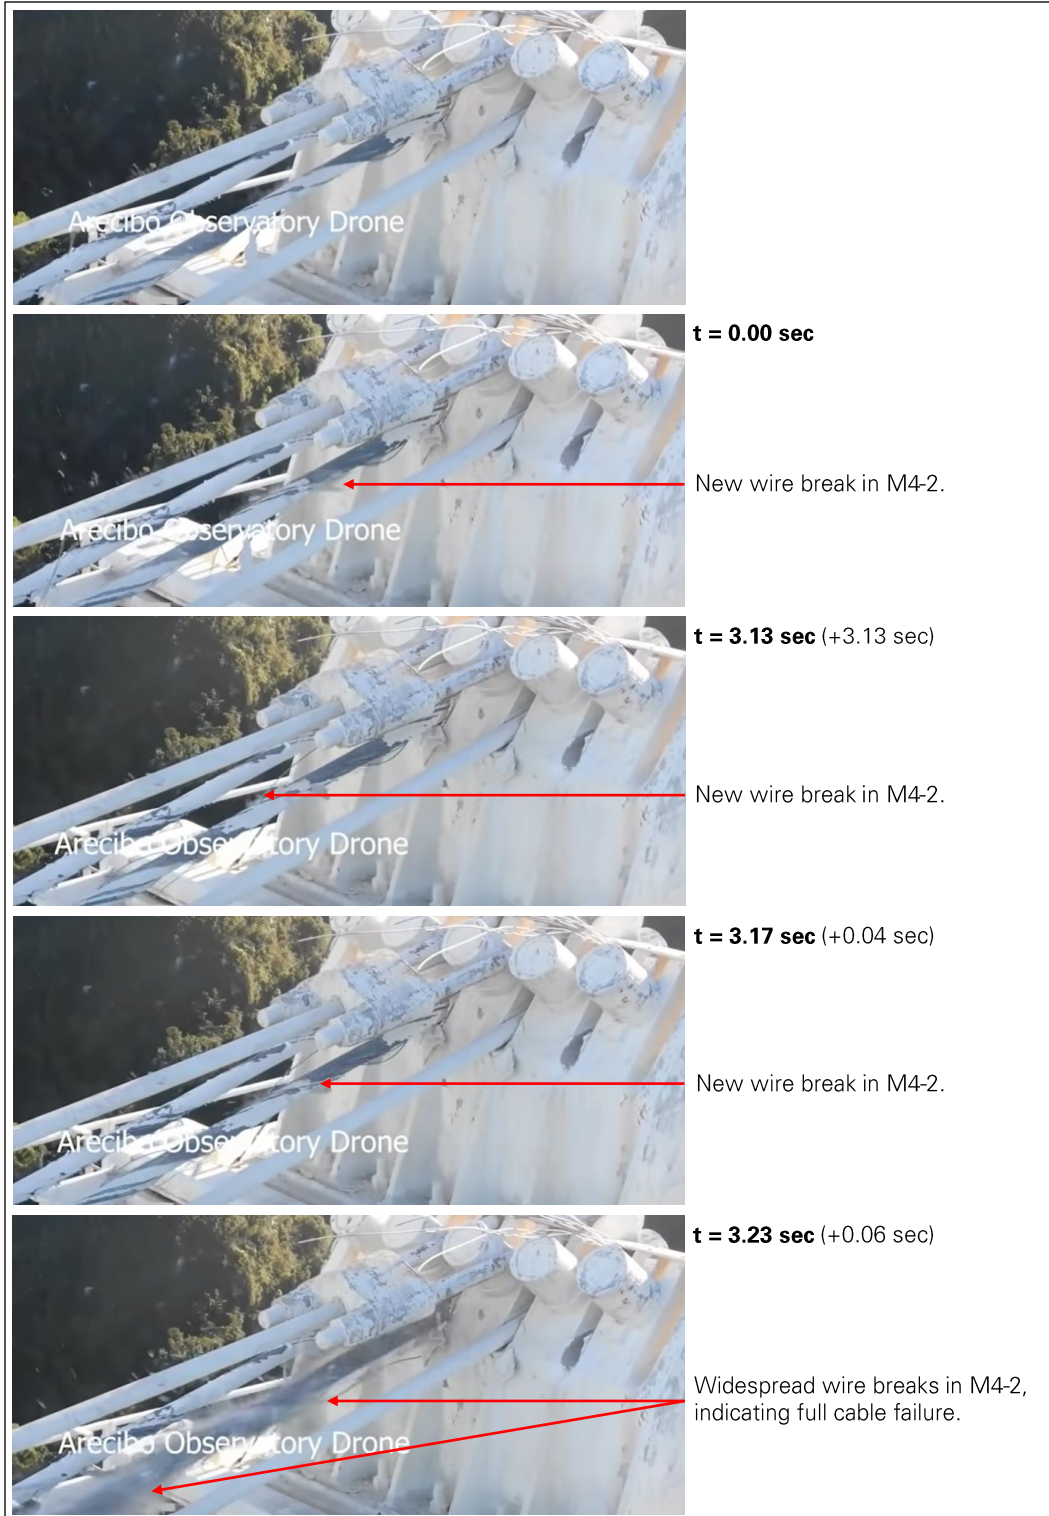 Arecibo Observatory Drone
t = 0.00 sec
New wire break in M4-2.
Arecibo Observatory Drone
t = 3.13 sec (+3.13 sec)
New wire break in M4-2.
Arecibo Observatory Drone
t = 3.17 sec (+0.04 sec)
New wire break in M4-2.
Arecibo Observatory Drone
t = 3.23 sec (+0.06 sec)
Widespread wire breaks in M4-2,
indicating full cable failure.
Arecibo Observatory Drone